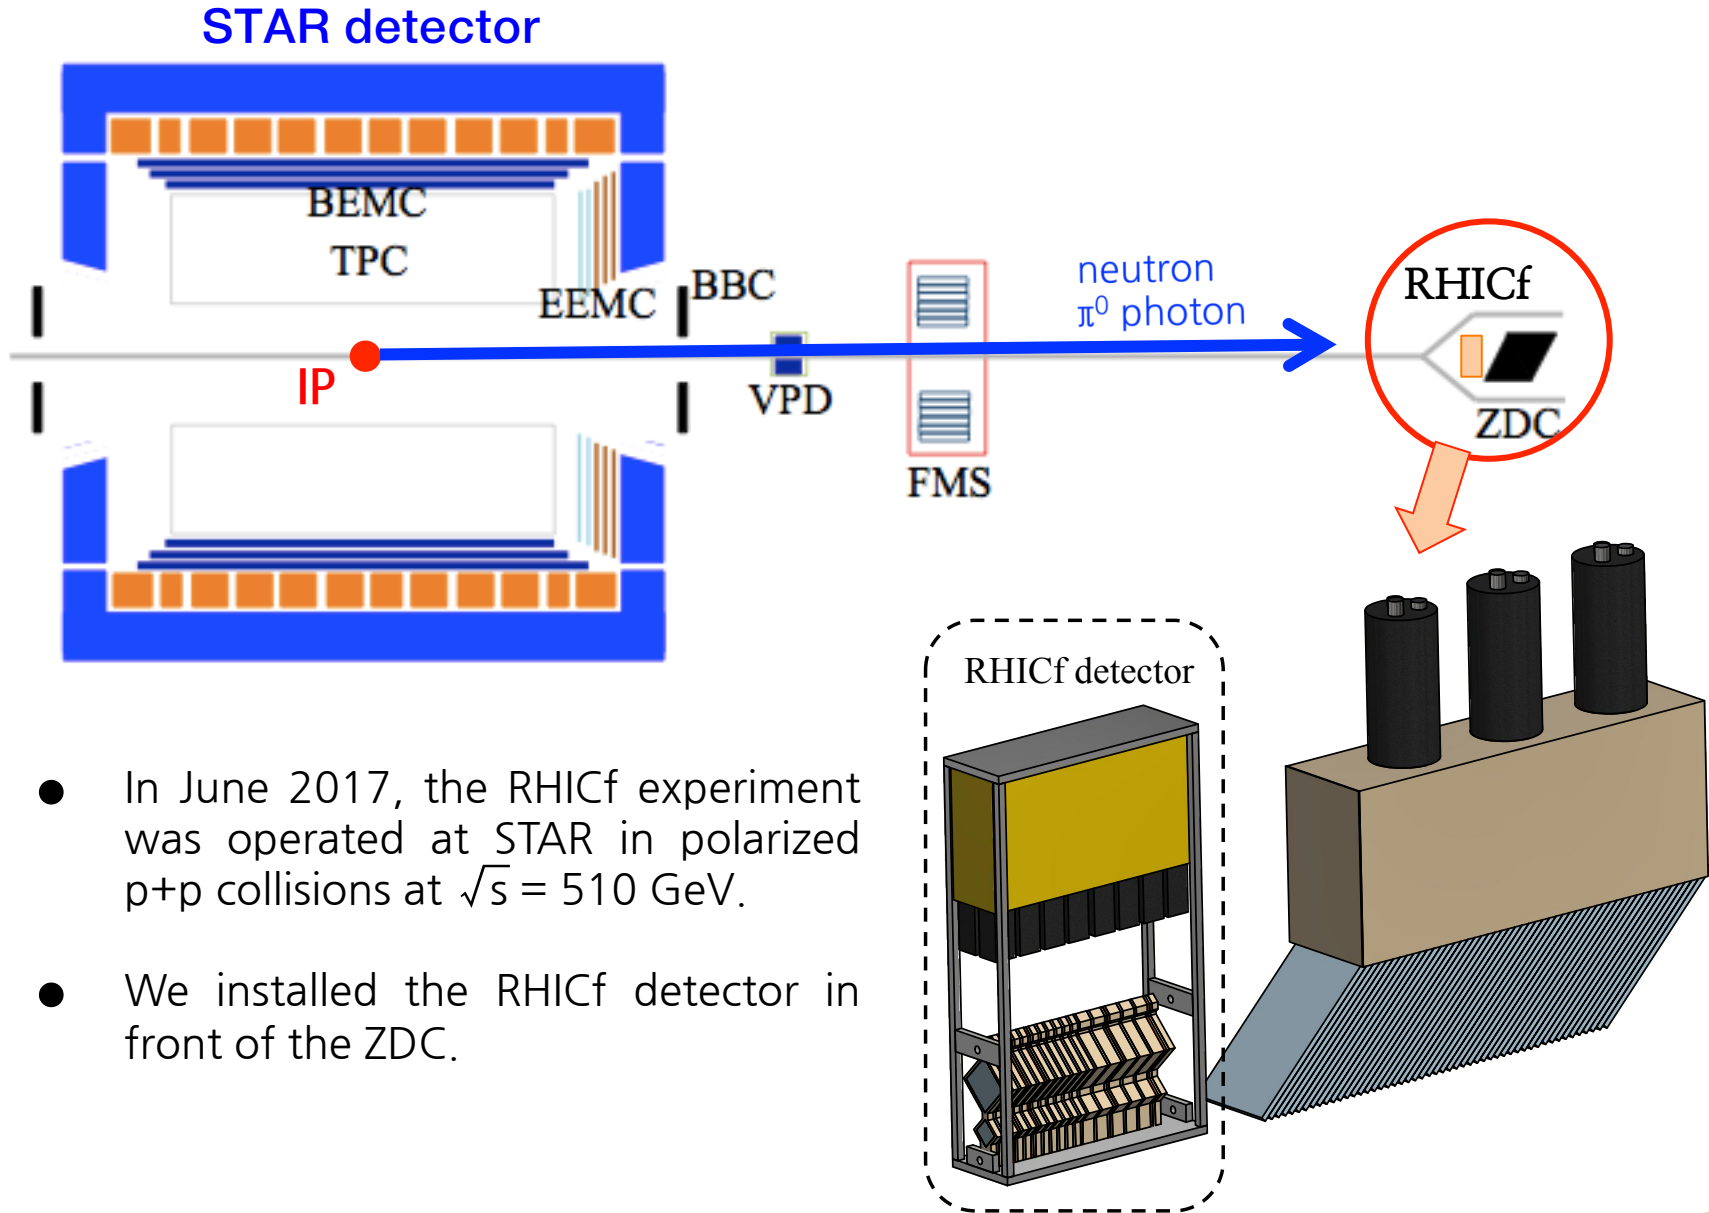 STAR detector
BEMC
TPC
EEMC
BBC
IP
VPD
FMS
neutron
π⁰ photon
RHICf
ZDC
RHICf detector
● In June 2017, the RHICf experiment
was operated at STAR in polarized
p+p collisions at √s = 510 GeV.
● We installed the RHICf detector in
front of the ZDC.